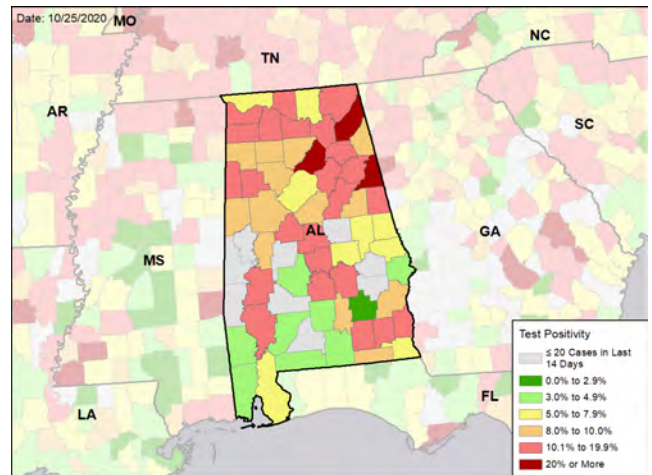 Date: 10/25/2020
MO
NC
TN
AR
SC
AL
GA
MS
LA
FL
Test Positivity
≤ 20 Cases in Last
14 Days
0.0% to 2.9%
3.0% to 4.9%
5.0% to 7.9%
8.0% to 10.0%
10.1% to 19.9%
20% or More